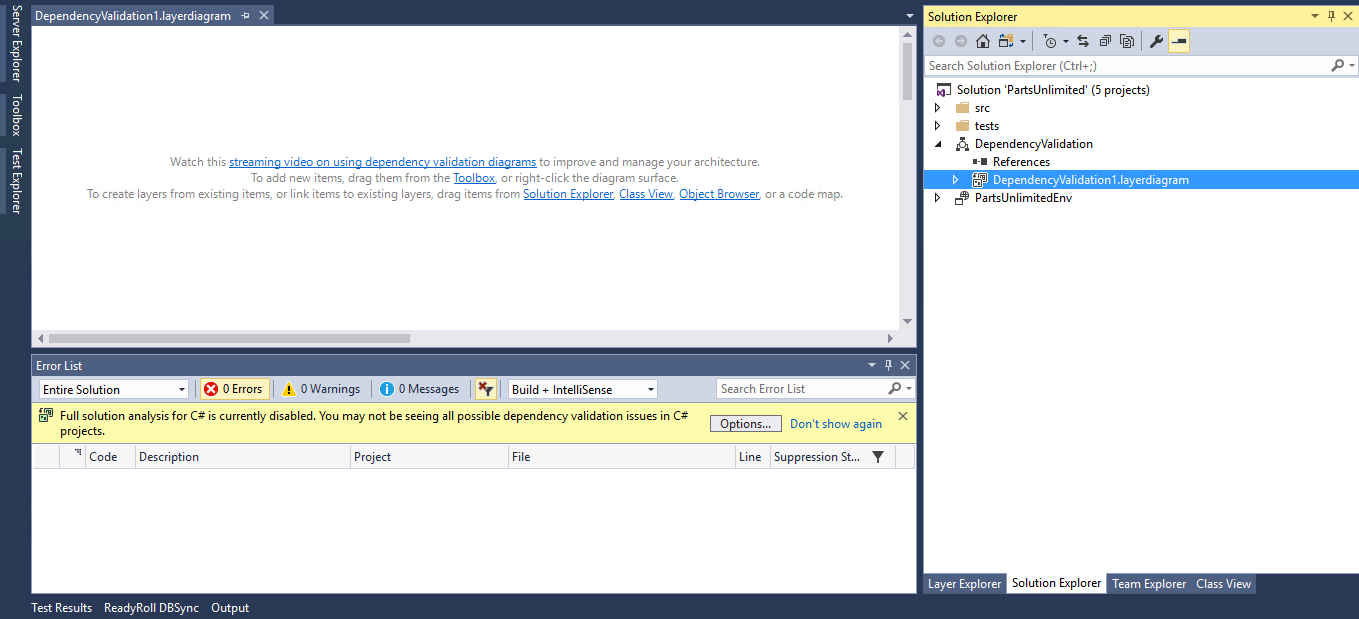 Server Explorer
Toolbox
Test Explorer
DependencyValidation1.layerdiagram
Watch this streaming video on using dependency validation diagrams to improve and manage your architecture.
To add new items, drag them from the Toolbox, or right-click the diagram surface.
To create layers from existing items, or link items to existing layers, drag items from Solution Explorer, Class View, Object Browser, or a code map.
Error List
Entire Solution
0 Errors
0 Warnings
0 Messages
Build + IntelliSense
Search Error List
Full solution analysis for C# is currently disabled. You may not be seeing all possible dependency validation issues in C#
projects.
Options...
Don't show again
Code
Description
Project
File
Line
Suppression St...
Test Results
ReadyRoll DBSync
Output
Solution Explorer
Search Solution Explorer (Ctrl+;)
Solution 'PartsUnlimited' (5 projects)
src
tests
DependencyValidation
References
DependencyValidation1.layerdiagram
PartsUnlimitedEnv
Layer Explorer
Solution Explorer
Team Explorer
Class View